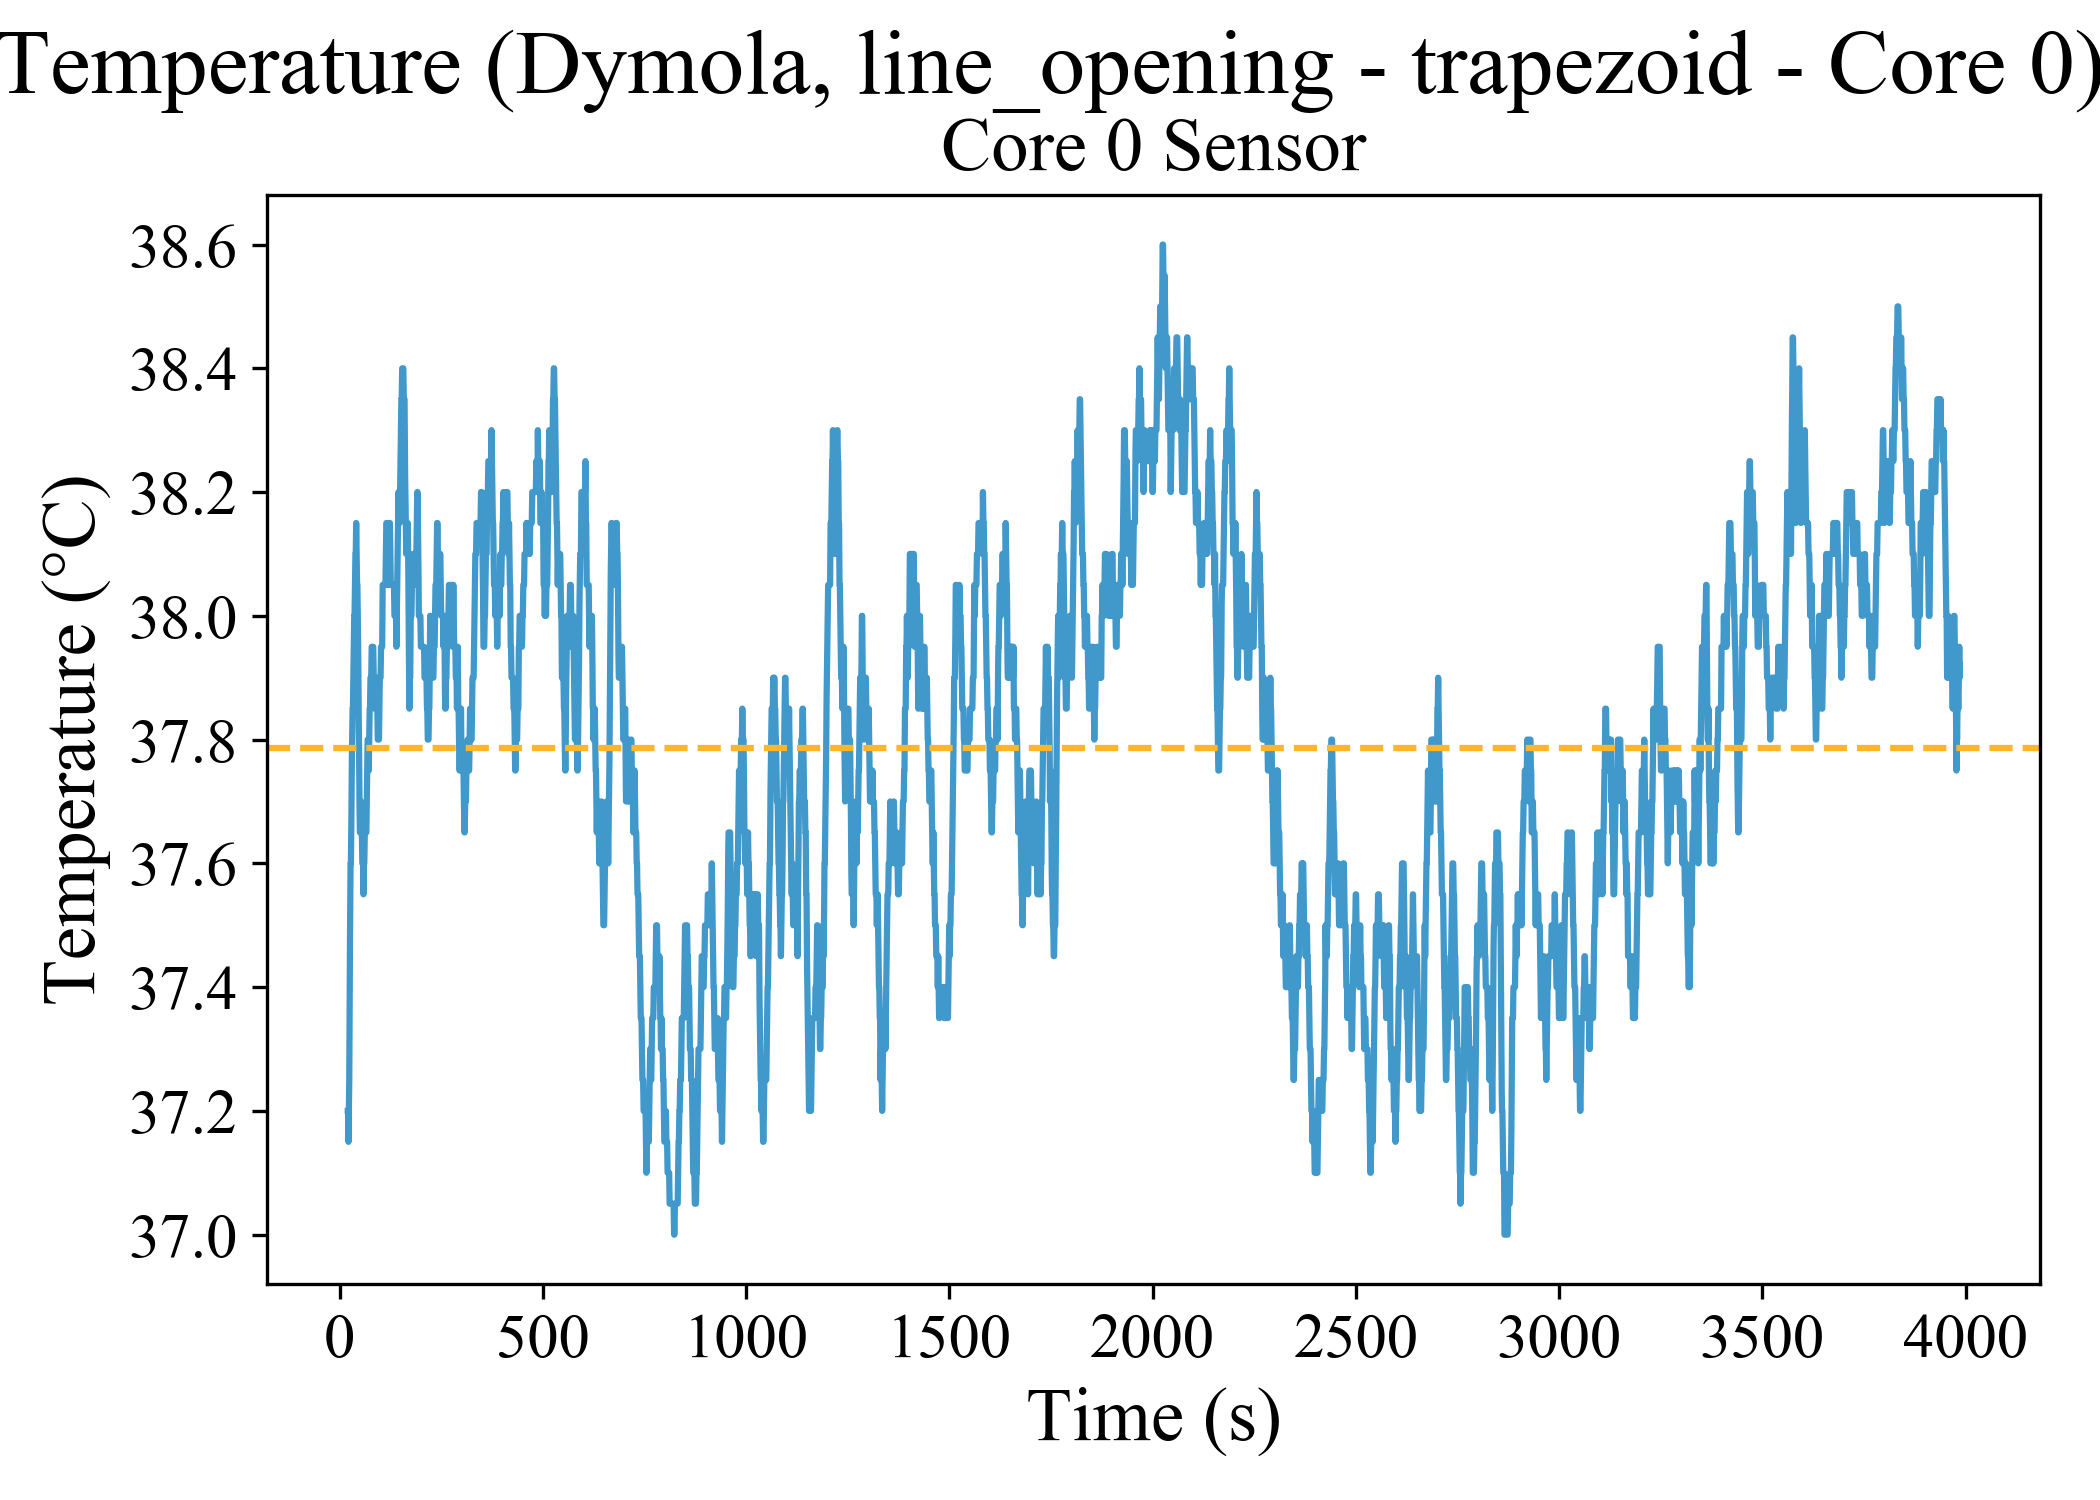 Temperature (Dymola, line_opening - trapezoid - Core 0)
Core 0 Sensor
38.6
38.4
38.2
38.0
37.8
37.6
37.4
37.2
37.0
Temperature (°C)
0 500 1000 1500 2000 2500 3000 3500 4000
Time (s)